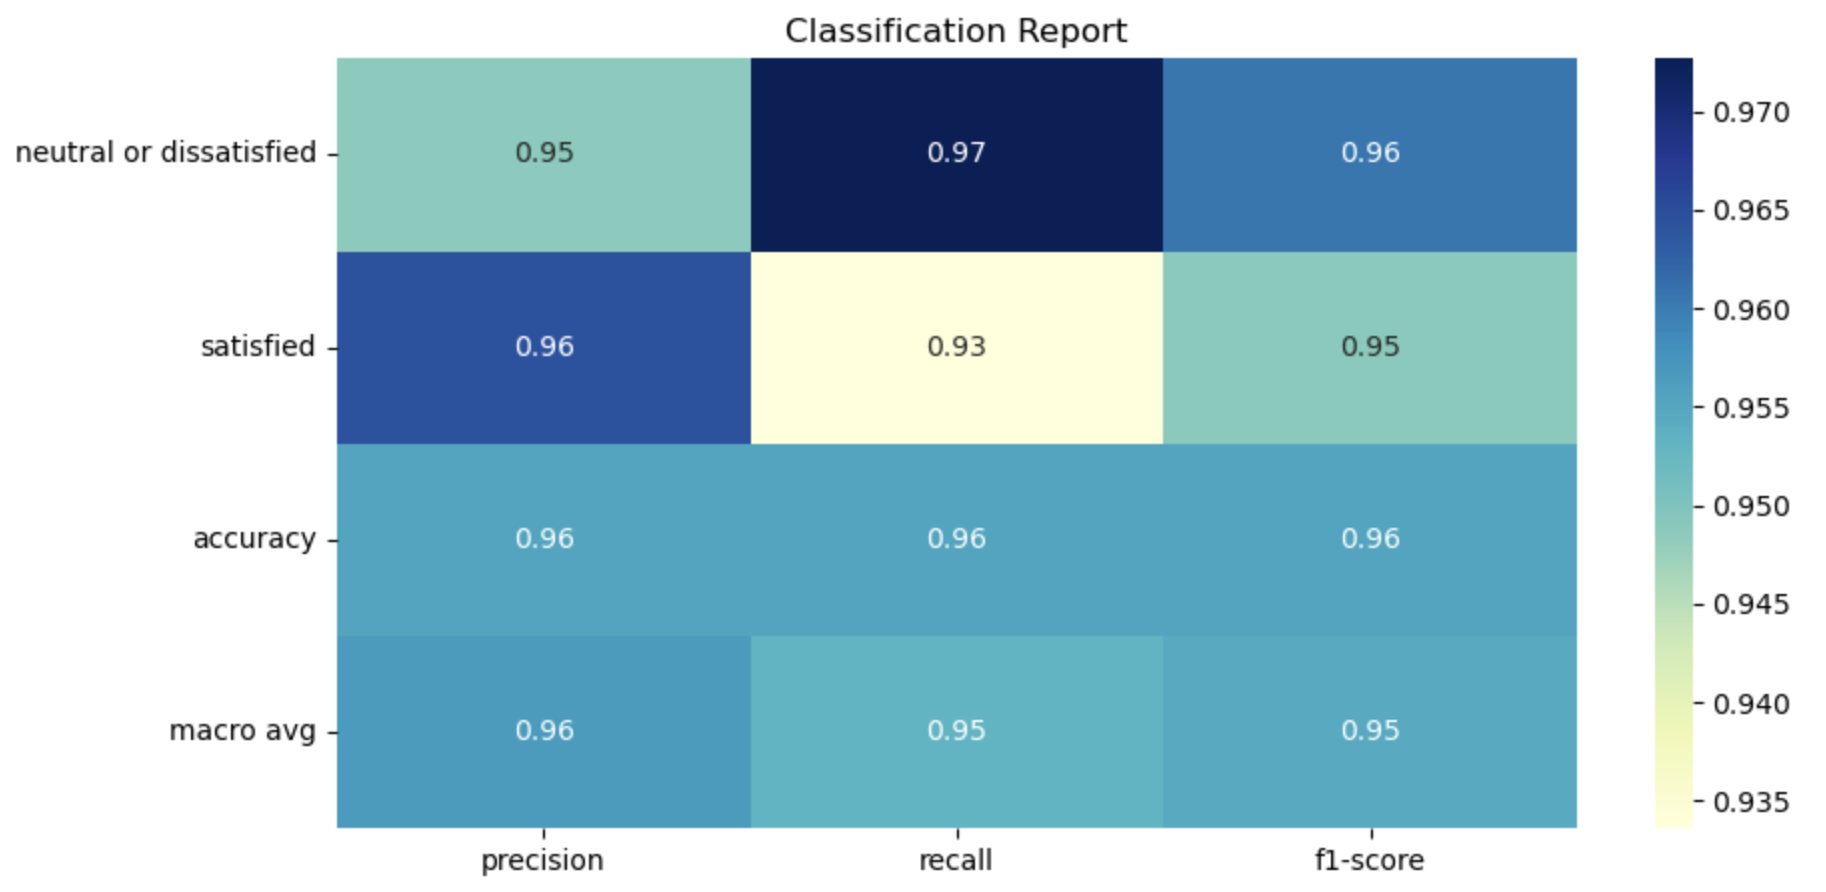 Classification Report
neutral or dissatisfied 0.95 0.97 0.96
satisfied 0.96 0.93 0.95
accuracy 0.96 0.96 0.96
macro avg 0.96 0.95 0.95
precision recall f1-score
0.970
0.965
0.960
0.955
0.950
0.945
0.940
0.935